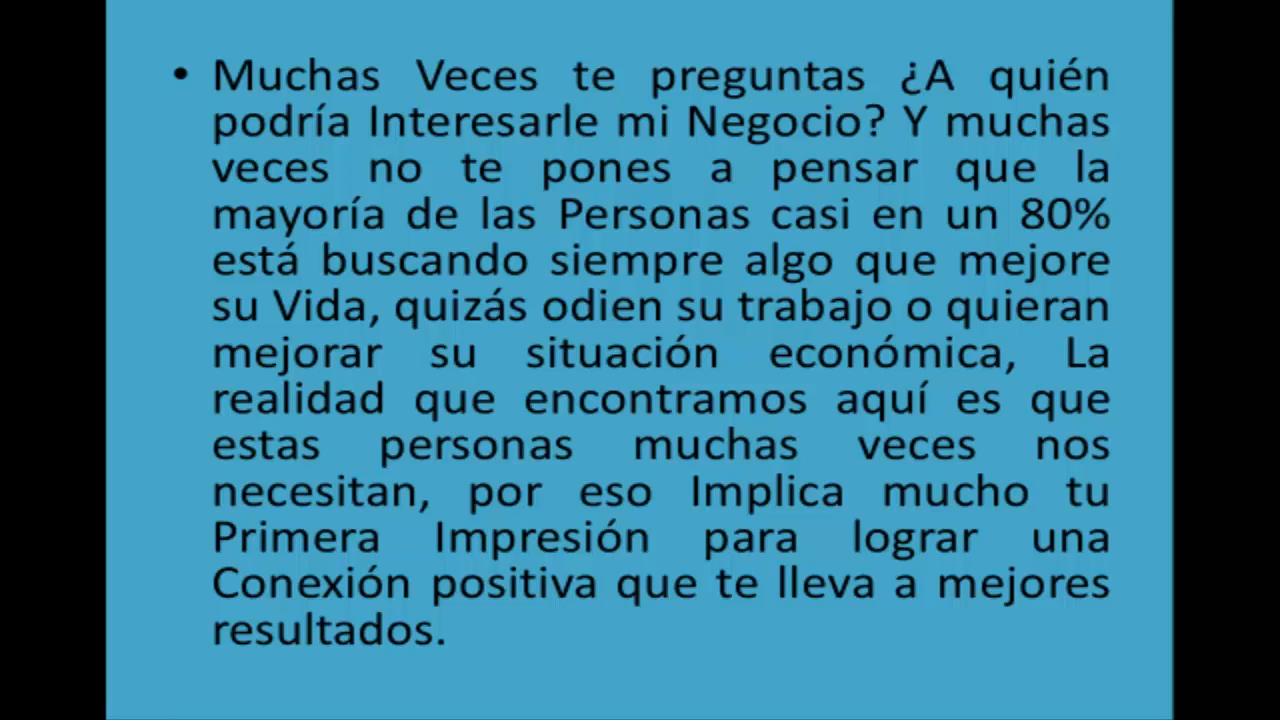 • Muchas Veces te preguntas ¿A quién
podría Interesarle mi Negocio? Y muchas
veces no te pones a pensar que la
mayoría de las Personas casi en un 80%
está buscando siempre algo que mejore
su Vida, quizás odien su trabajo o quieran
mejorar su situación económica, La
realidad que encontramos aquí es que
estas personas muchas veces nos
necesitan, por eso Implica mucho tu
Primera Impresión para lograr una
Conexión positiva que te lleva a mejores
resultados.